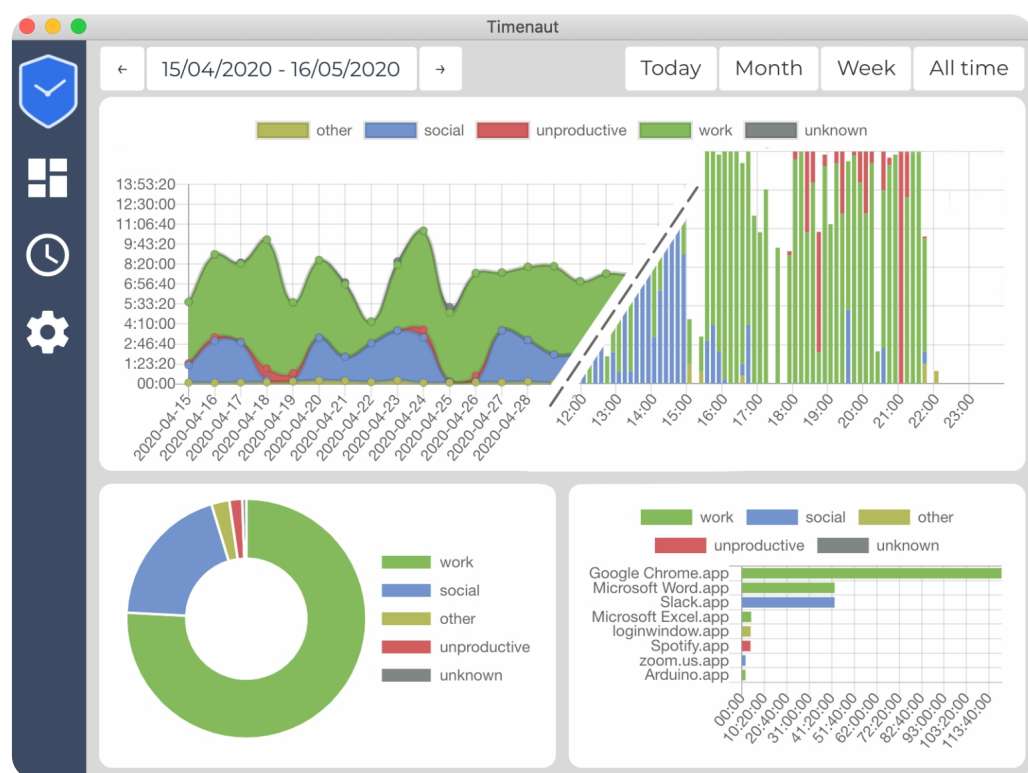 Timenaut
← 15/04/2020 - 16/05/2020 → Today Month Week All time
other social unproductive work unknown
13:53:20
12:30:00
11:06:40
9:43:20
8:20:00
6:56:40
5:33:20
4:10:00
2:46:40
1:23:20
00:00
2020-04-15 2020-04-16 2020-04-17 2020-04-18 2020-04-19 2020-04-20 2020-04-21 2020-04-22 2020-04-23 2020-04-24 2020-04-25 2020-04-26 2020-04-27 2020-04-28 12:00 13:00 14:00 15:00 16:00 17:00 18:00 19:00 20:00 21:00 22:00 23:00
work
social
other
unproductive
unknown
work social other
unproductive unknown
Google Chrome.app
Microsoft Word.app
Slack.app
Microsoft Excel.app
loginwindow.app
Spotify.app
zoom.us.app
Arduino.app
00:00 10:20:00 20:40:00 31:00:00 41:20:00 51:40:00 62:00:00 72:20:00 82:40:00 93:00:00 103:20:00 113:40:00